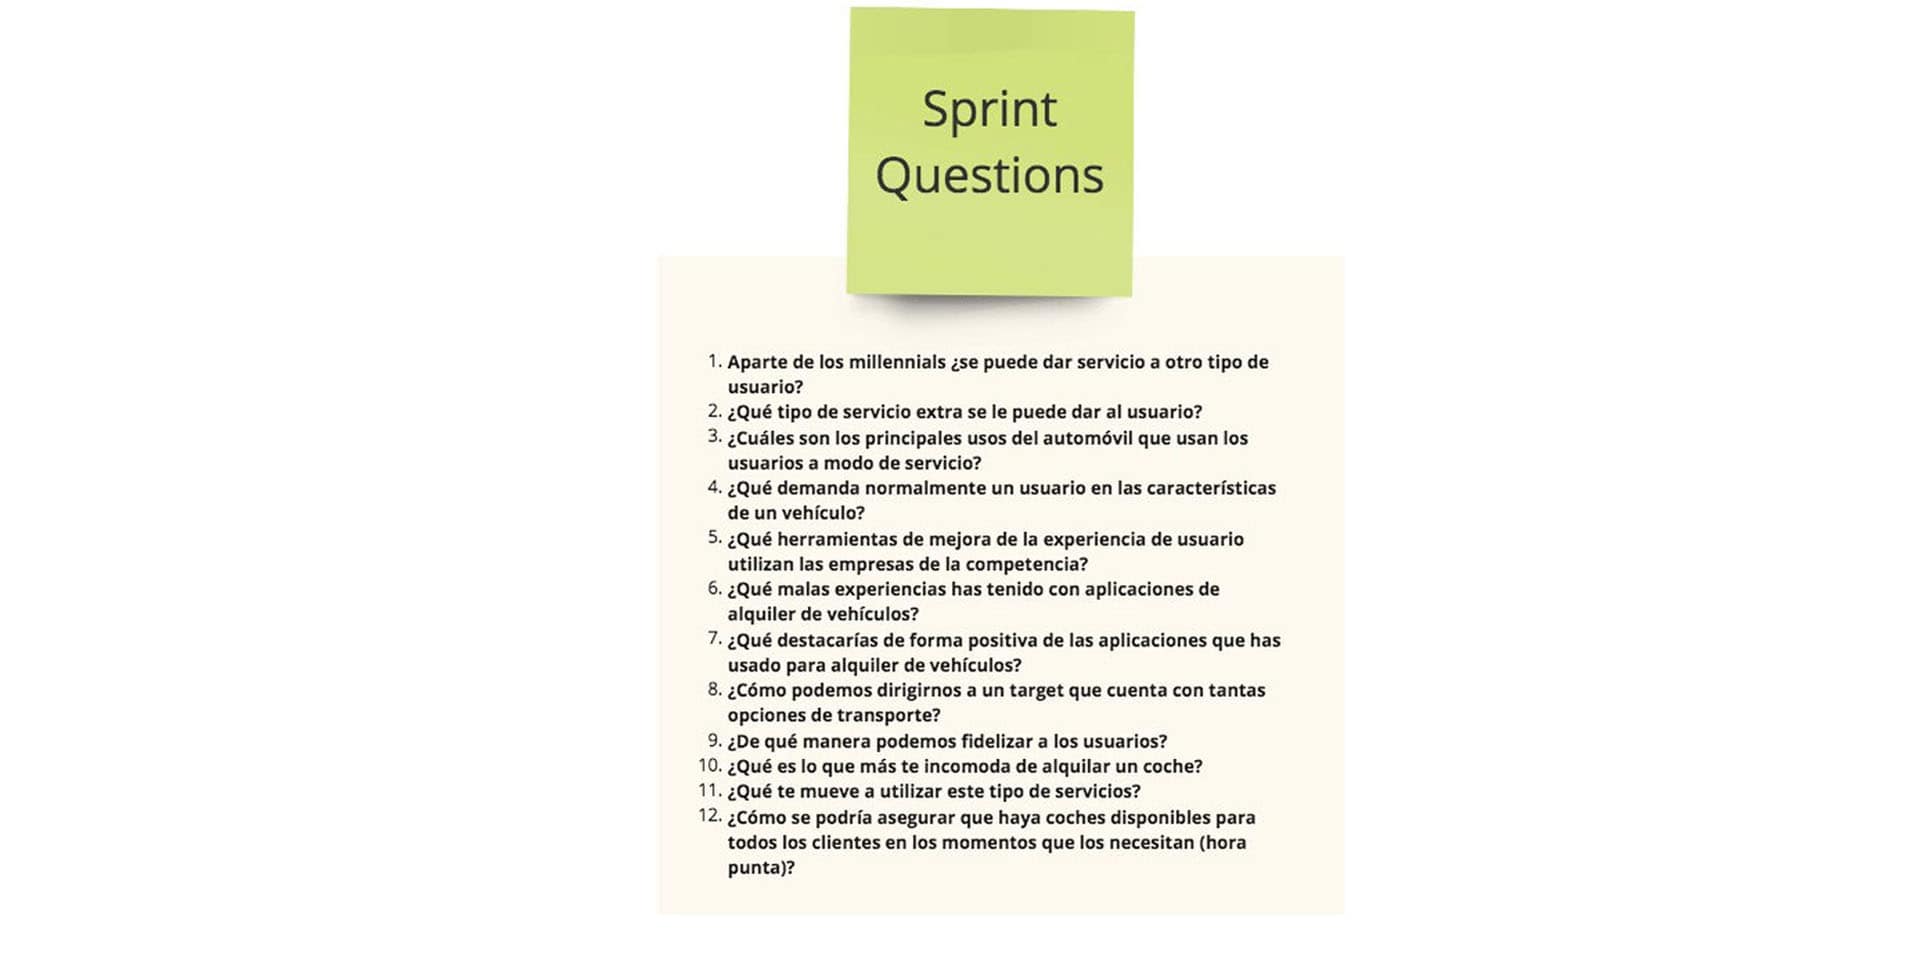 Sprint
Questions
1. Aparte de los millennials ¿se puede dar servicio a otro tipo de
usuario?
2. ¿Qué tipo de servicio extra se le puede dar al usuario?
3. ¿Cuáles son los principales usos del automóvil que usan los
usuarios a modo de servicio?
4. ¿Qué demanda normalmente un usuario en las características
de un vehículo?
5. ¿Qué herramientas de mejora de la experiencia de usuario
utilizan las empresas de la competencia?
6. ¿Qué malas experiencias has tenido con aplicaciones de
alquiler de vehículos?
7. ¿Qué destacarías de forma positiva de las aplicaciones que has
usado para alquiler de vehículos?
8. ¿Cómo podemos dirigirnos a un target que cuenta con tantas
opciones de transporte?
9. ¿De qué manera podemos fidelizar a los usuarios?
10. ¿Qué es lo que más te incomoda de alquilar un coche?
11. ¿Qué te mueve a utilizar este tipo de servicios?
12. ¿Cómo se podría asegurar que haya coches disponibles para
todos los clientes en los momentos que los necesitan (hora
punta)?